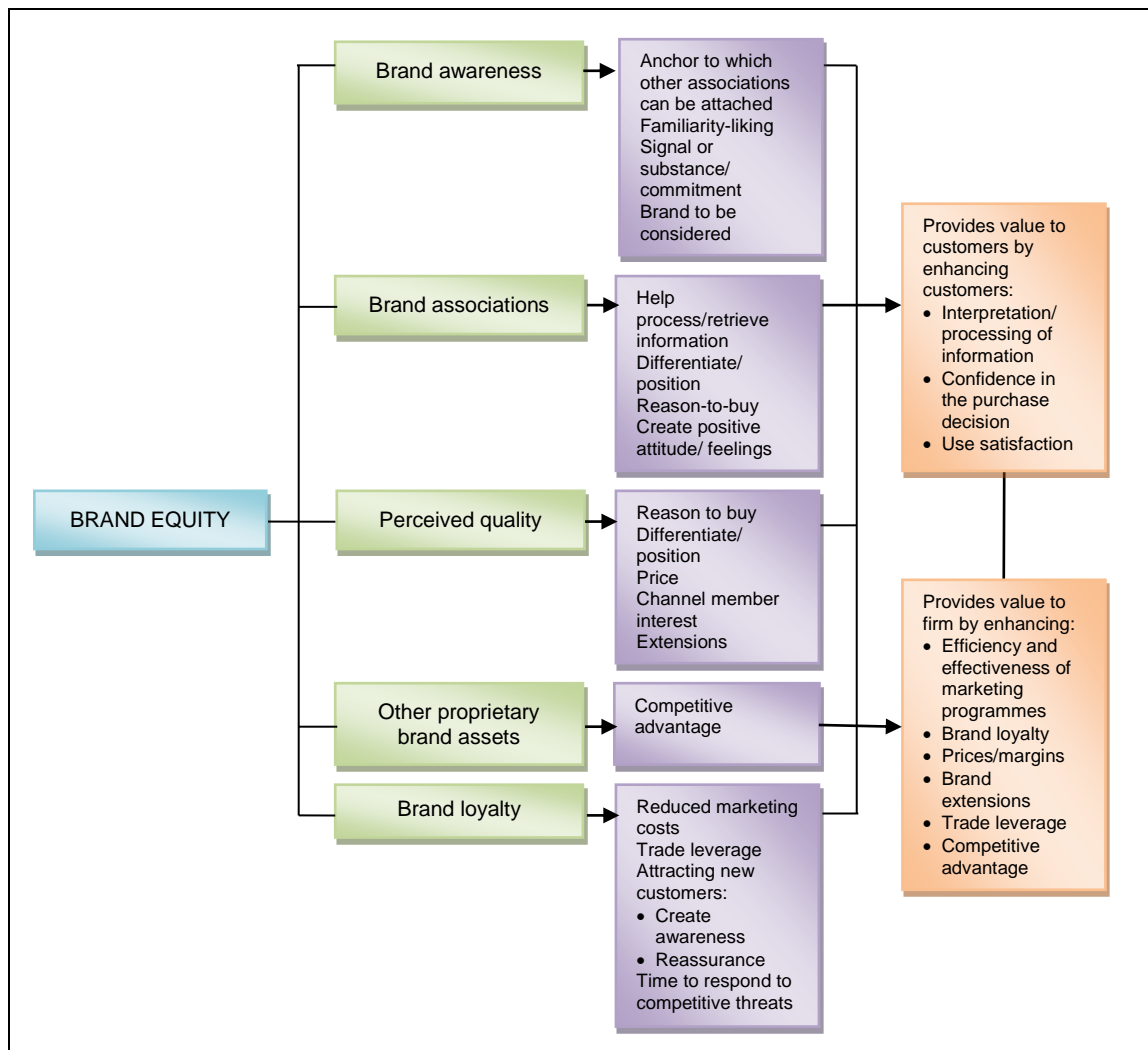 Brand awareness
Anchor to which
other associations
can be attached
Familiarity-liking
Signal or
substance/
commitment
Brand to be
considered
Brand associations
Help
process/retrieve
information
Differentiate/
position
Reason-to-buy
Create positive
attitude/ feelings
Provides value to
customers by
enhancing
customers:
• Interpretation/
processing of
information
• Confidence in
the purchase
decision
• Use satisfaction
BRAND EQUITY
Perceived quality
Reason to buy
Differentiate/
position
Price
Channel member
interest
Extensions
Other proprietary
brand assets
Competitive
advantage
Provides value to
firm by enhancing:
• Efficiency and
effectiveness of
marketing
programmes
• Brand loyalty
• Prices/margins
• Brand
extensions
• Trade leverage
• Competitive
advantage
Brand loyalty
Reduced marketing
costs
Trade leverage
Attracting new
customers:
• Create
awareness
• Reassurance
Time to respond to
competitive threats